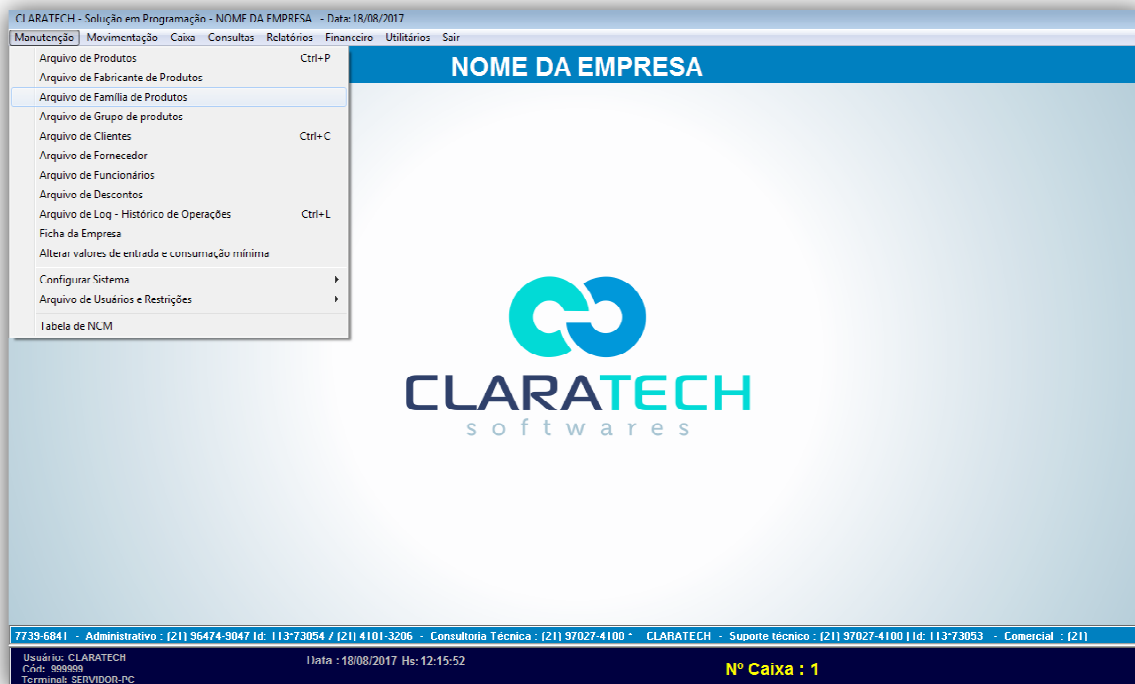 CLARATECH - Solução em Programação - NOME DA EMPRESA - Data: 18/08/2017
Manutenção Movimentação Caixa Consultas Relatórios Financeiro Utilitários Sair
NOME DA EMPRESA
Arquivo de Produtos Ctrl+P
Arquivo de Fabricante de Produtos
Arquivo de Família de Produtos
Arquivo de Grupo de produtos
Arquivo de Clientes Ctrl+C
Arquivo de Fornecedor
Arquivo de Funcionários
Arquivo de Descontos
Arquivo de Log - Histórico de Operações Ctrl+L
Ficha da Empresa
Alterar valores de entrada e consumação mínima
Configurar Sistema
Arquivo de Usuários e Restrições
Tabela de NCM
CLARATECH
softwares
7739-6841 - Administrativo : (21) 96474-9047 Id: 113*73054 / (21) 4101-3206 - Consultoria Técnica : (21) 97027-4100 * CLARATECH - Suporte técnico : (21) 97027-4100 | Id: 113*73053 - Comercial : (21)
Usuário: CLARATECH
Cód: 999999
Terminal: SERVIDOR-PC
Data : 18/08/2017 Hs: 12:15:52
Nº Caixa : 1